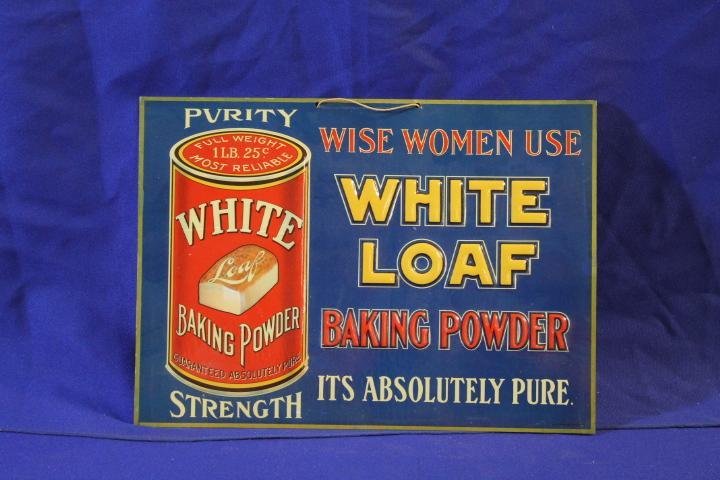 PVRITY
FULL WEIGHT
1 LB. 25¢
MOST RELIABLE
WHITE
Loaf
BAKING POWDER
GUARANTEED ABSOLUTELY PURE
STRENGTH
WISE WOMEN USE
WHITE
LOAF
BAKING POWDER
ITS ABSOLUTELY PURE.